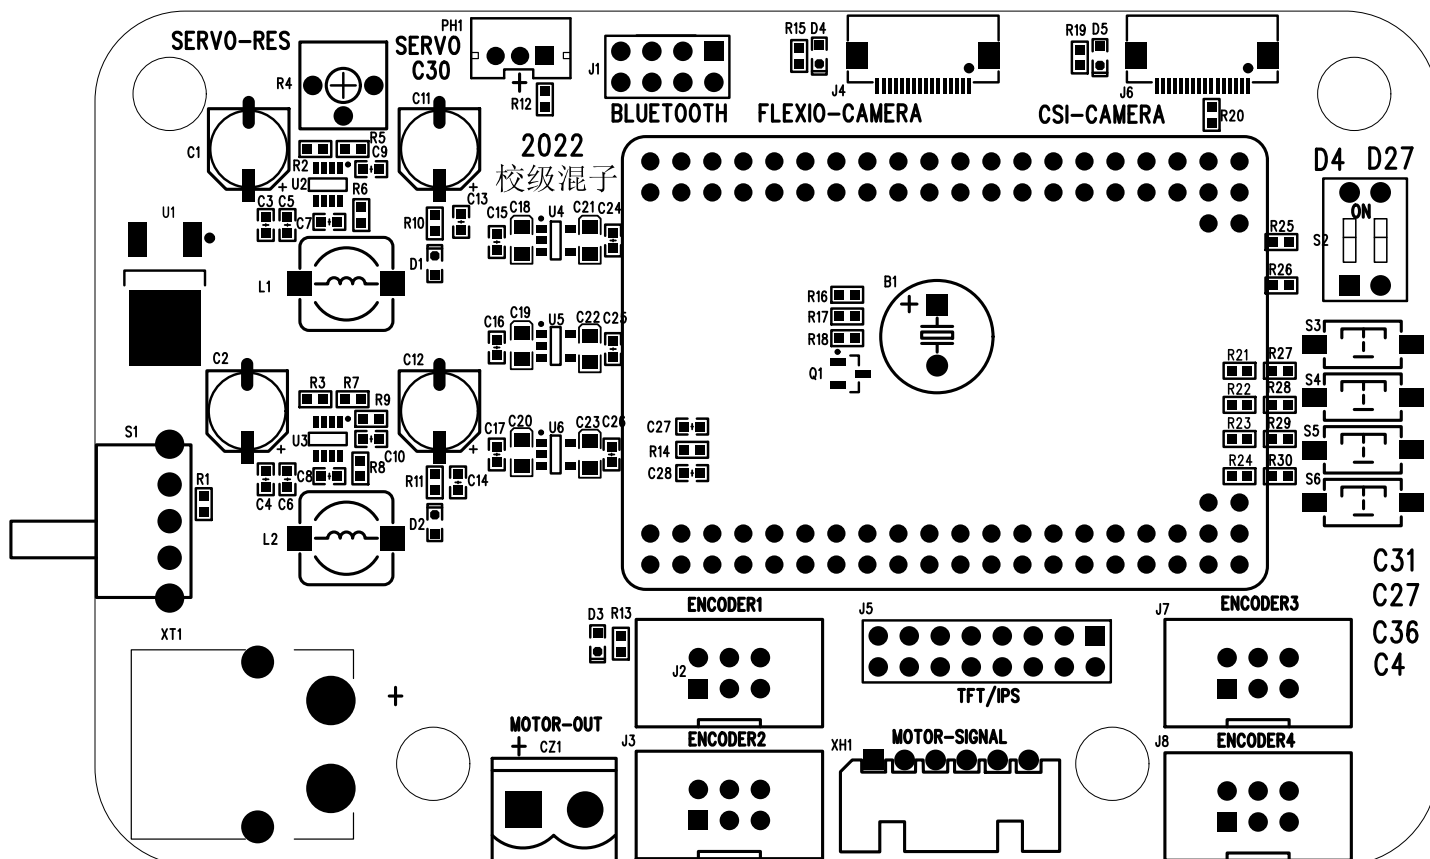 PH1
SERVO-RES
SERVO
C30
R4
C11
R12
J1
BLUETOOTH
R15 D4
J4
FLEXIO-CAMERA
R19 D5
J6
CSI-CAMERA
R20
C1
R2
R5
C9
U2
R6
C3 C5
C7
C13
R10
D1
L1
U1
2022
校级混子
C15 C18 U4 C21 C24
C16 C19 U5 C22 C25
C17 C20 U6 C23 C26
D4 D27
ON
S2
R25
R26
B1
+
R16
R17
R18
Q1
S3
S4
S5
S6
R21 R27
R22 R28
R23 R29
R24 R30
C2
C12
R3 R7
R9
U3
C10
R8
C8
C4 C6
R11
C14
D2
L2
S1
R1
C27
R14
C28
C31
C27
C36
C4
XT1
+
D3 R13
ENCODER1
J2
J5
TFT/IPS
J7
ENCODER3
MOTOR-OUT
+ CZ1
J3
ENCODER2
XH1
MOTOR-SIGNAL
J8
ENCODER4